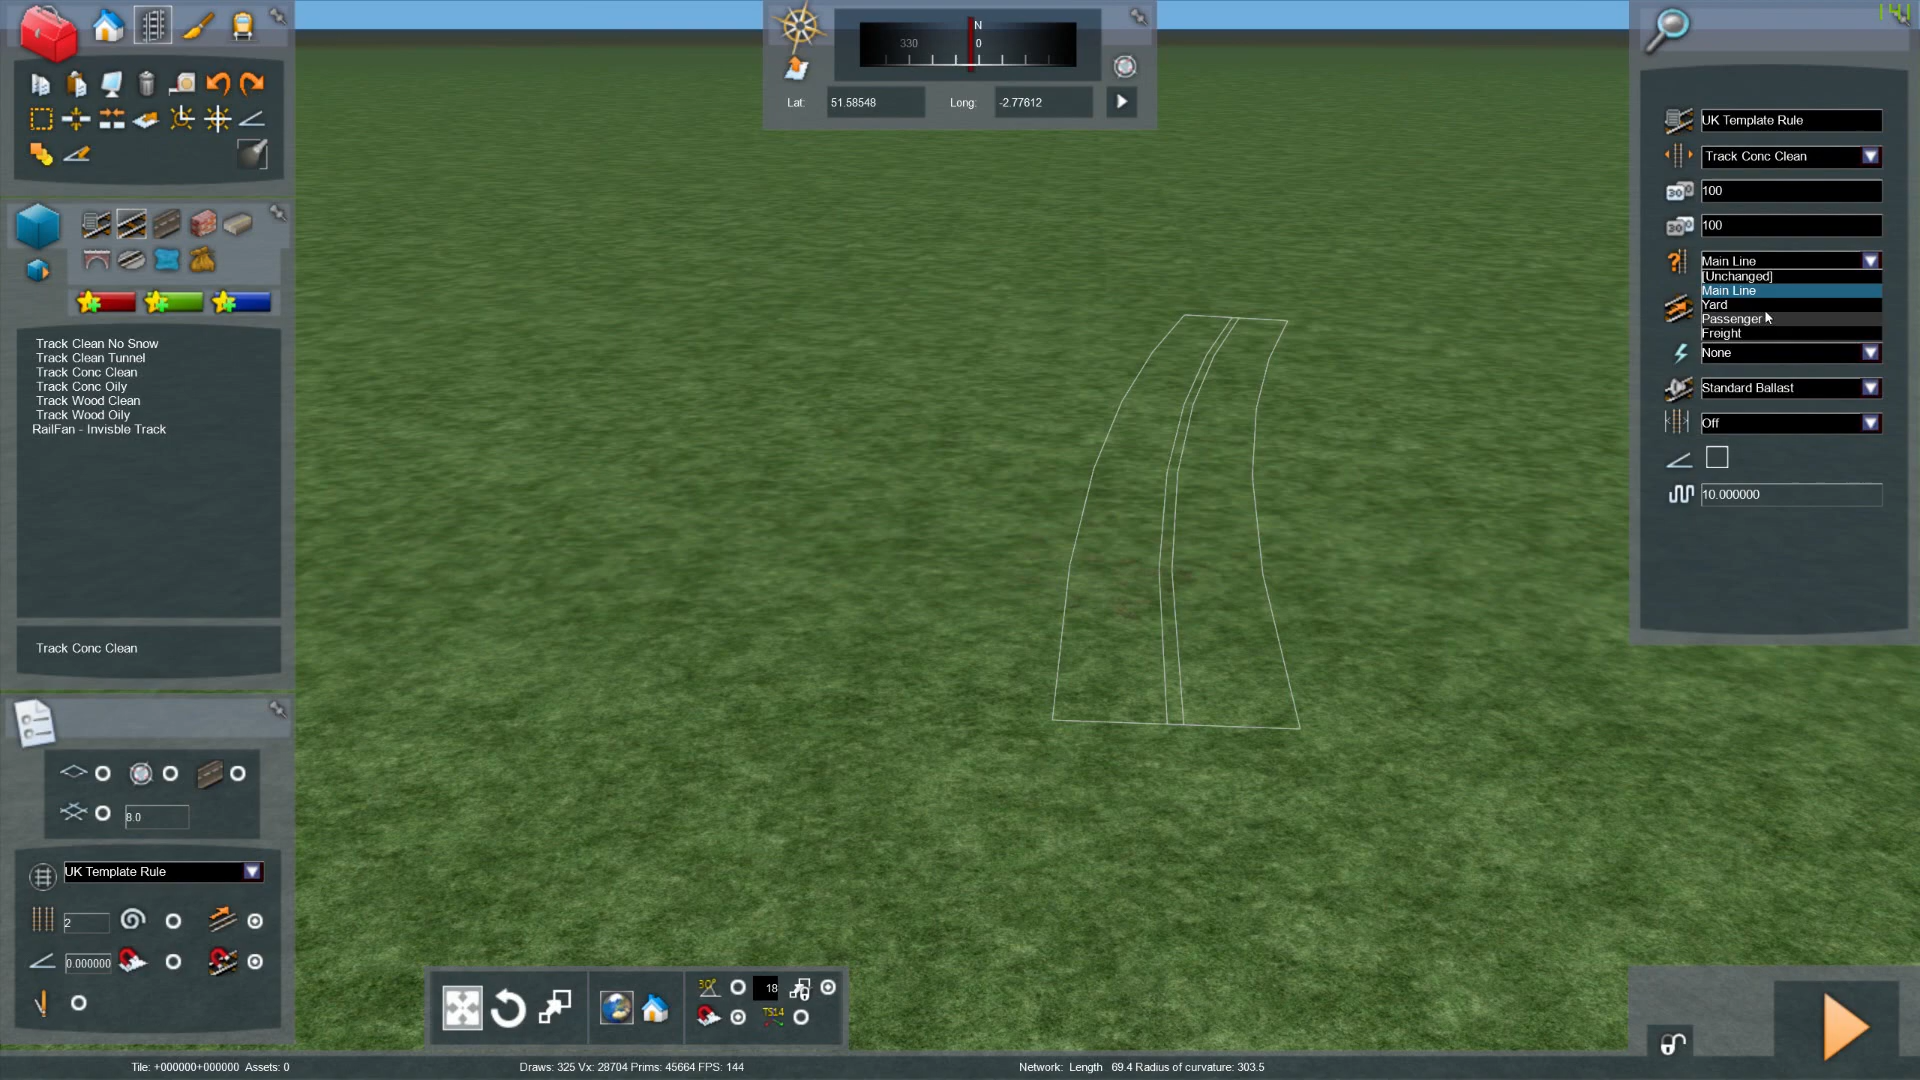 N
330
0
Lat:
51.58548
Long:
-2.77612
141
UK Template Rule
Track Conc Clean
100
100
Main Line
[Unchanged]
Main Line
Yard
Passenger
Freight
None
Standard Ballast
Off
10.000000
Track Clean No Snow
Track Clean Tunnel
Track Conc Clean
Track Conc Oily
Track Wood Clean
Track Wood Oily
RailFan - Invisble Track
Track Conc Clean
8.0
UK Template Rule
2
0.000000
30°
18
TS14
Tile: +000000+000000 Assets: 0
Draws: 325 Vx: 28704 Prims: 45664 FPS: 144
Network: Length 69.4 Radius of curvature: 303.5